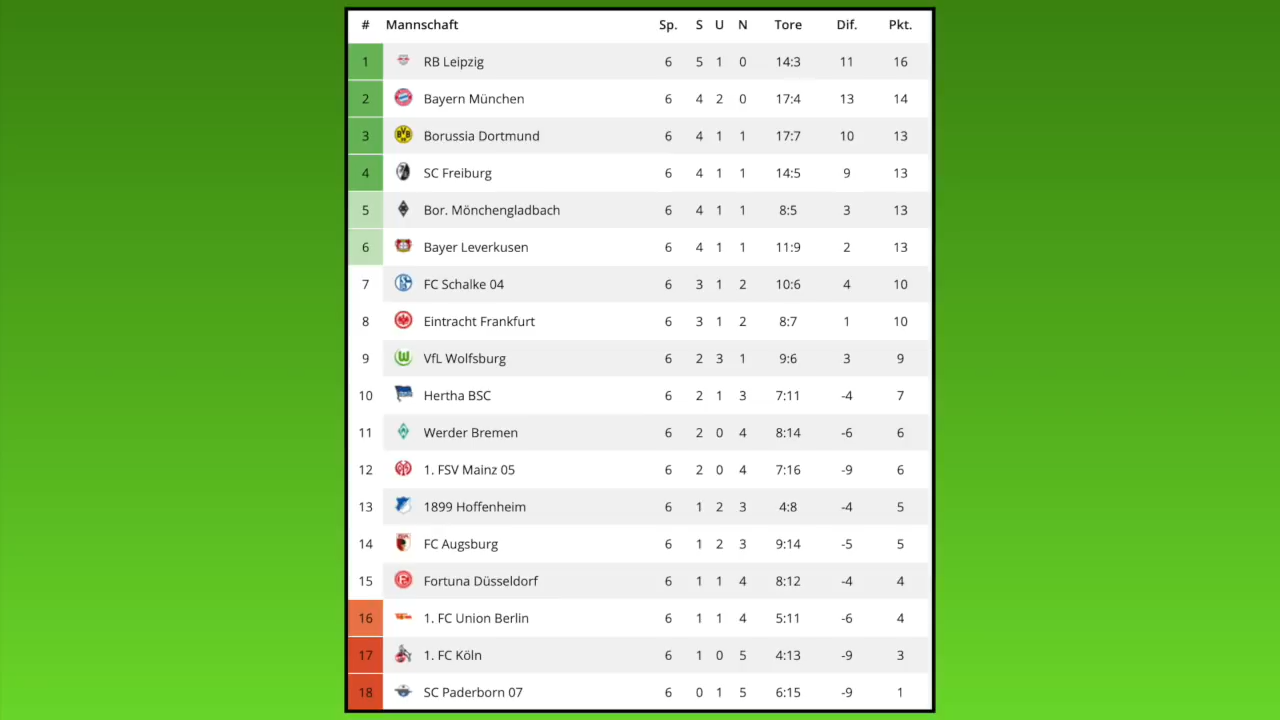 # Mannschaft Sp. S U N Tore Dif. Pkt.
1 RB Leipzig 6 5 1 0 14:3 11 16
2 Bayern München 6 4 2 0 17:4 13 14
3 Borussia Dortmund 6 4 1 1 17:7 10 13
4 SC Freiburg 6 4 1 1 14:5 9 13
5 Bor. Mönchengladbach 6 4 1 1 8:5 3 13
6 Bayer Leverkusen 6 4 1 1 11:9 2 13
7 FC Schalke 04 6 3 1 2 10:6 4 10
8 Eintracht Frankfurt 6 3 1 2 8:7 1 10
9 VfL Wolfsburg 6 2 3 1 9:6 3 9
10 Hertha BSC 6 2 1 3 7:11 -4 7
11 Werder Bremen 6 2 0 4 8:14 -6 6
12 1. FSV Mainz 05 6 2 0 4 7:16 -9 6
13 1899 Hoffenheim 6 1 2 3 4:8 -4 5
14 FC Augsburg 6 1 2 3 9:14 -5 5
15 Fortuna Düsseldorf 6 1 1 4 8:12 -4 4
16 1. FC Union Berlin 6 1 1 4 5:11 -6 4
17 1. FC Köln 6 1 0 5 4:13 -9 3
18 SC Paderborn 07 6 0 1 5 6:15 -9 1